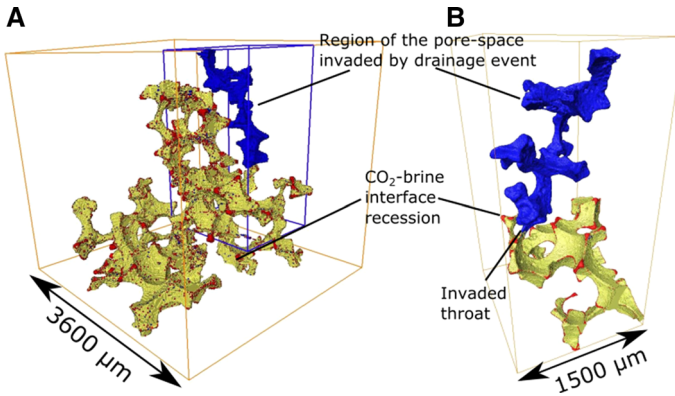 A
B
Region of the pore-space
invaded by drainage event
CO₂-brine
interface
recession
Invaded
throat
3600 µm
1500 µm